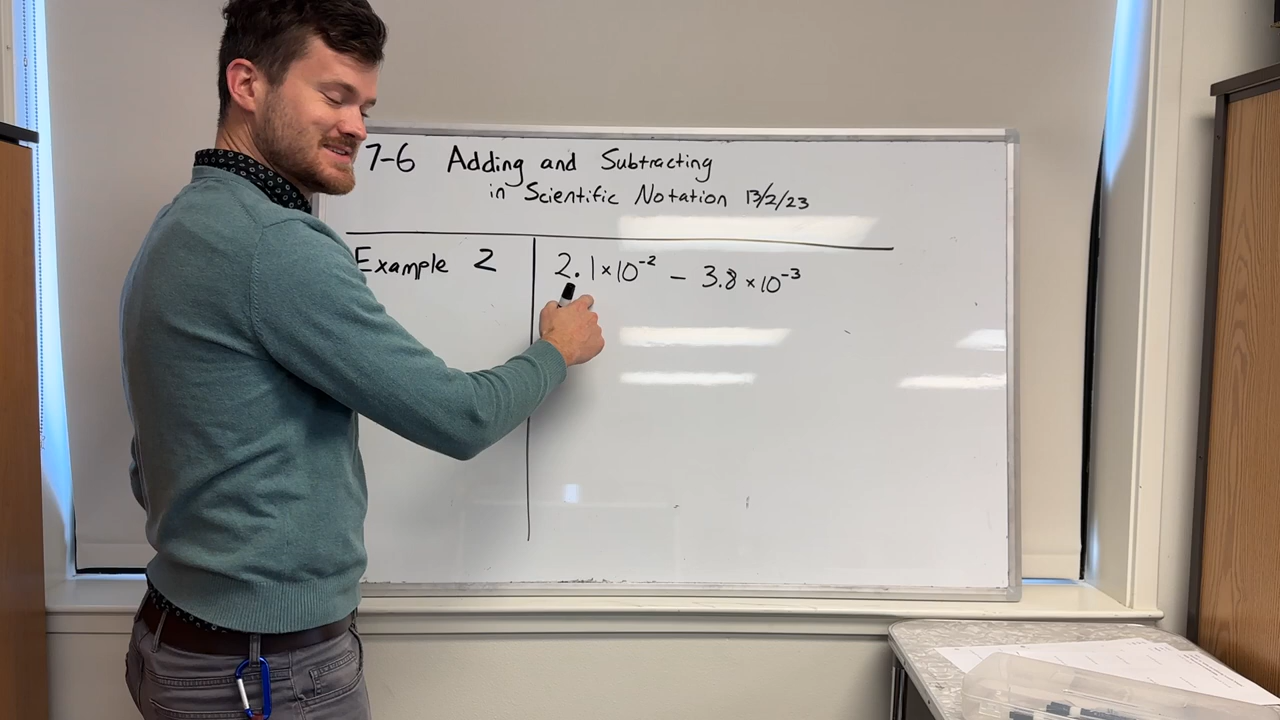 7-6 Adding and Subtracting
in Scientific Notation 13/2/23
Example 2
2.1×10⁻² − 3.8×10⁻³